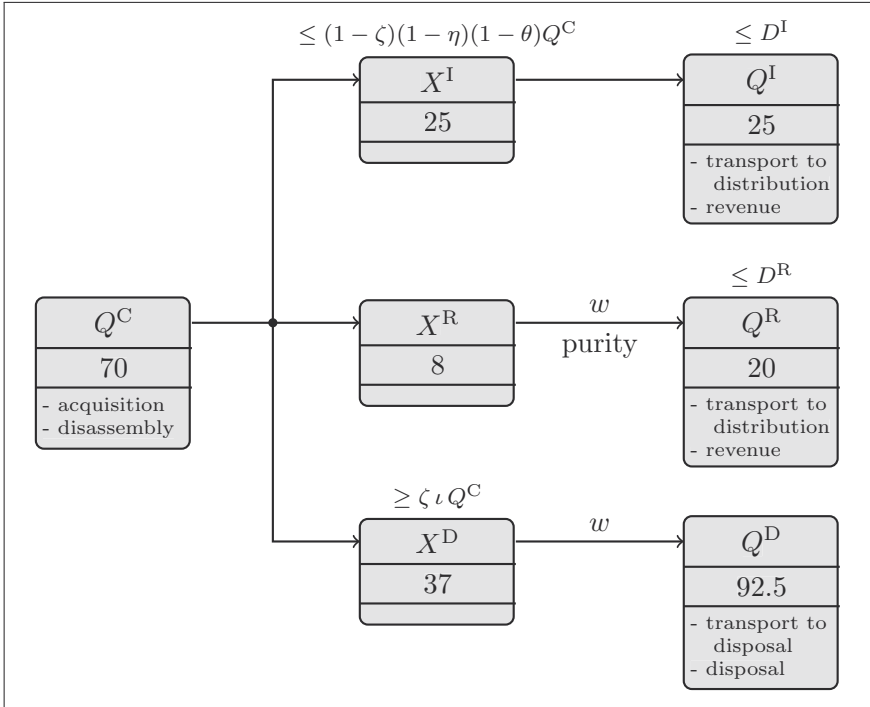 ≤ (1 − ζ)(1 − η)(1 − θ)Q^C
X^I
25
≤ D^I
Q^I
25
- transport to
distribution
- revenue
Q^C
70
- acquisition
- disassembly
X^R
8
w
purity
≤ D^R
Q^R
20
- transport to
distribution
- revenue
≥ ζ ι Q^C
X^D
37
w
Q^D
92.5
- transport to
disposal
- disposal